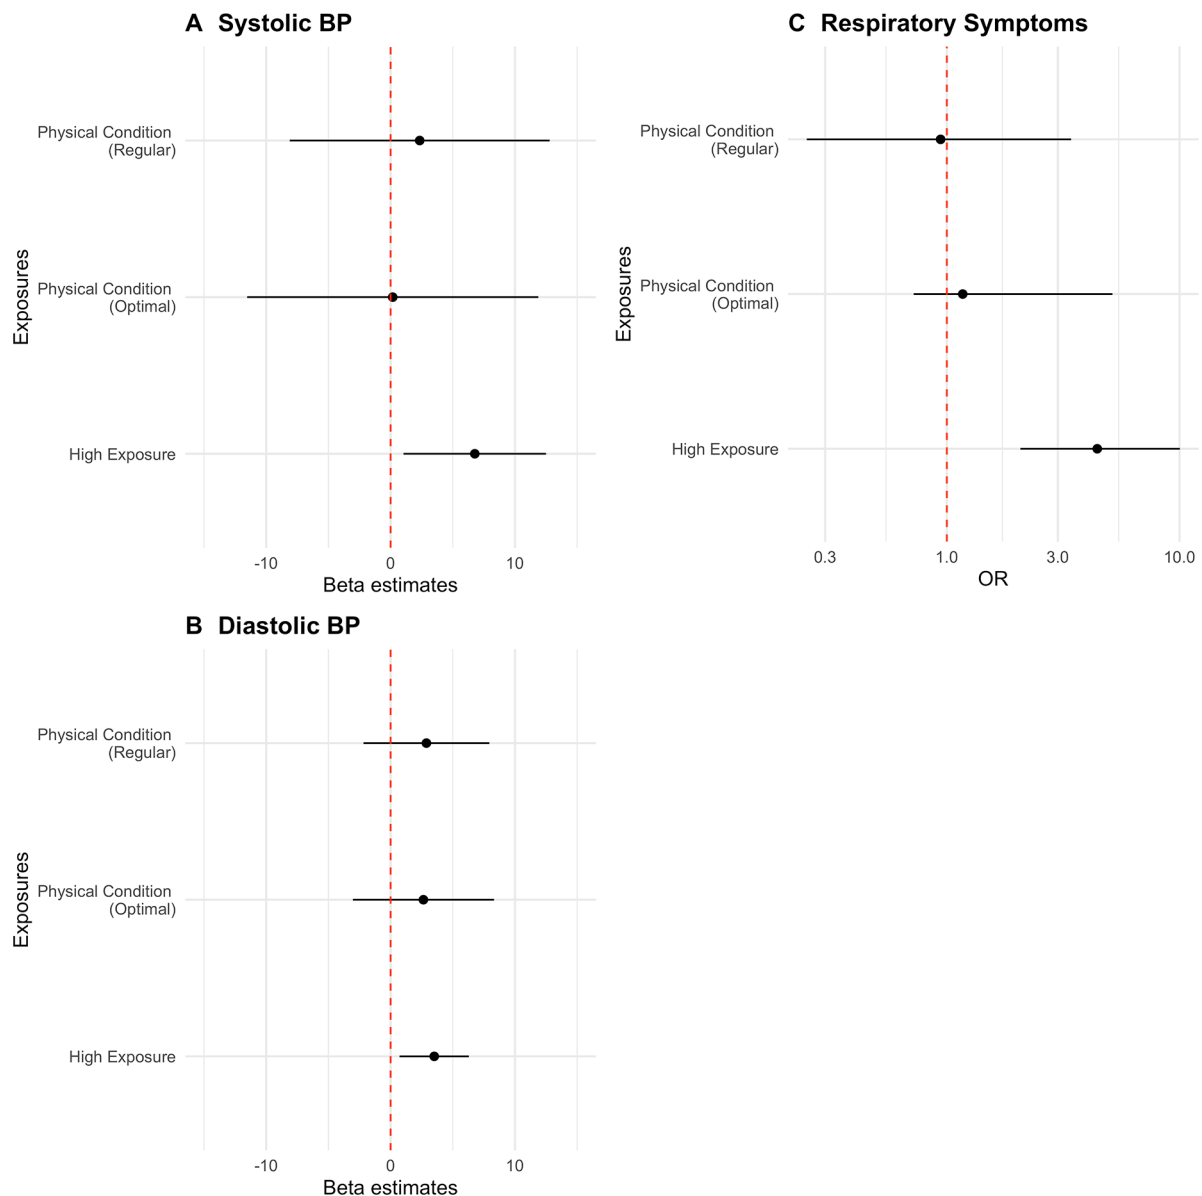 A Systolic BP
Exposures
Physical Condition
(Regular)
Physical Condition
(Optimal)
High Exposure
-10 0 10
Beta estimates
C Respiratory Symptoms
Exposures
Physical Condition
(Regular)
Physical Condition
(Optimal)
High Exposure
0.3 1.0 3.0 10.0
OR
B Diastolic BP
Exposures
Physical Condition
(Regular)
Physical Condition
(Optimal)
High Exposure
-10 0 10
Beta estimates